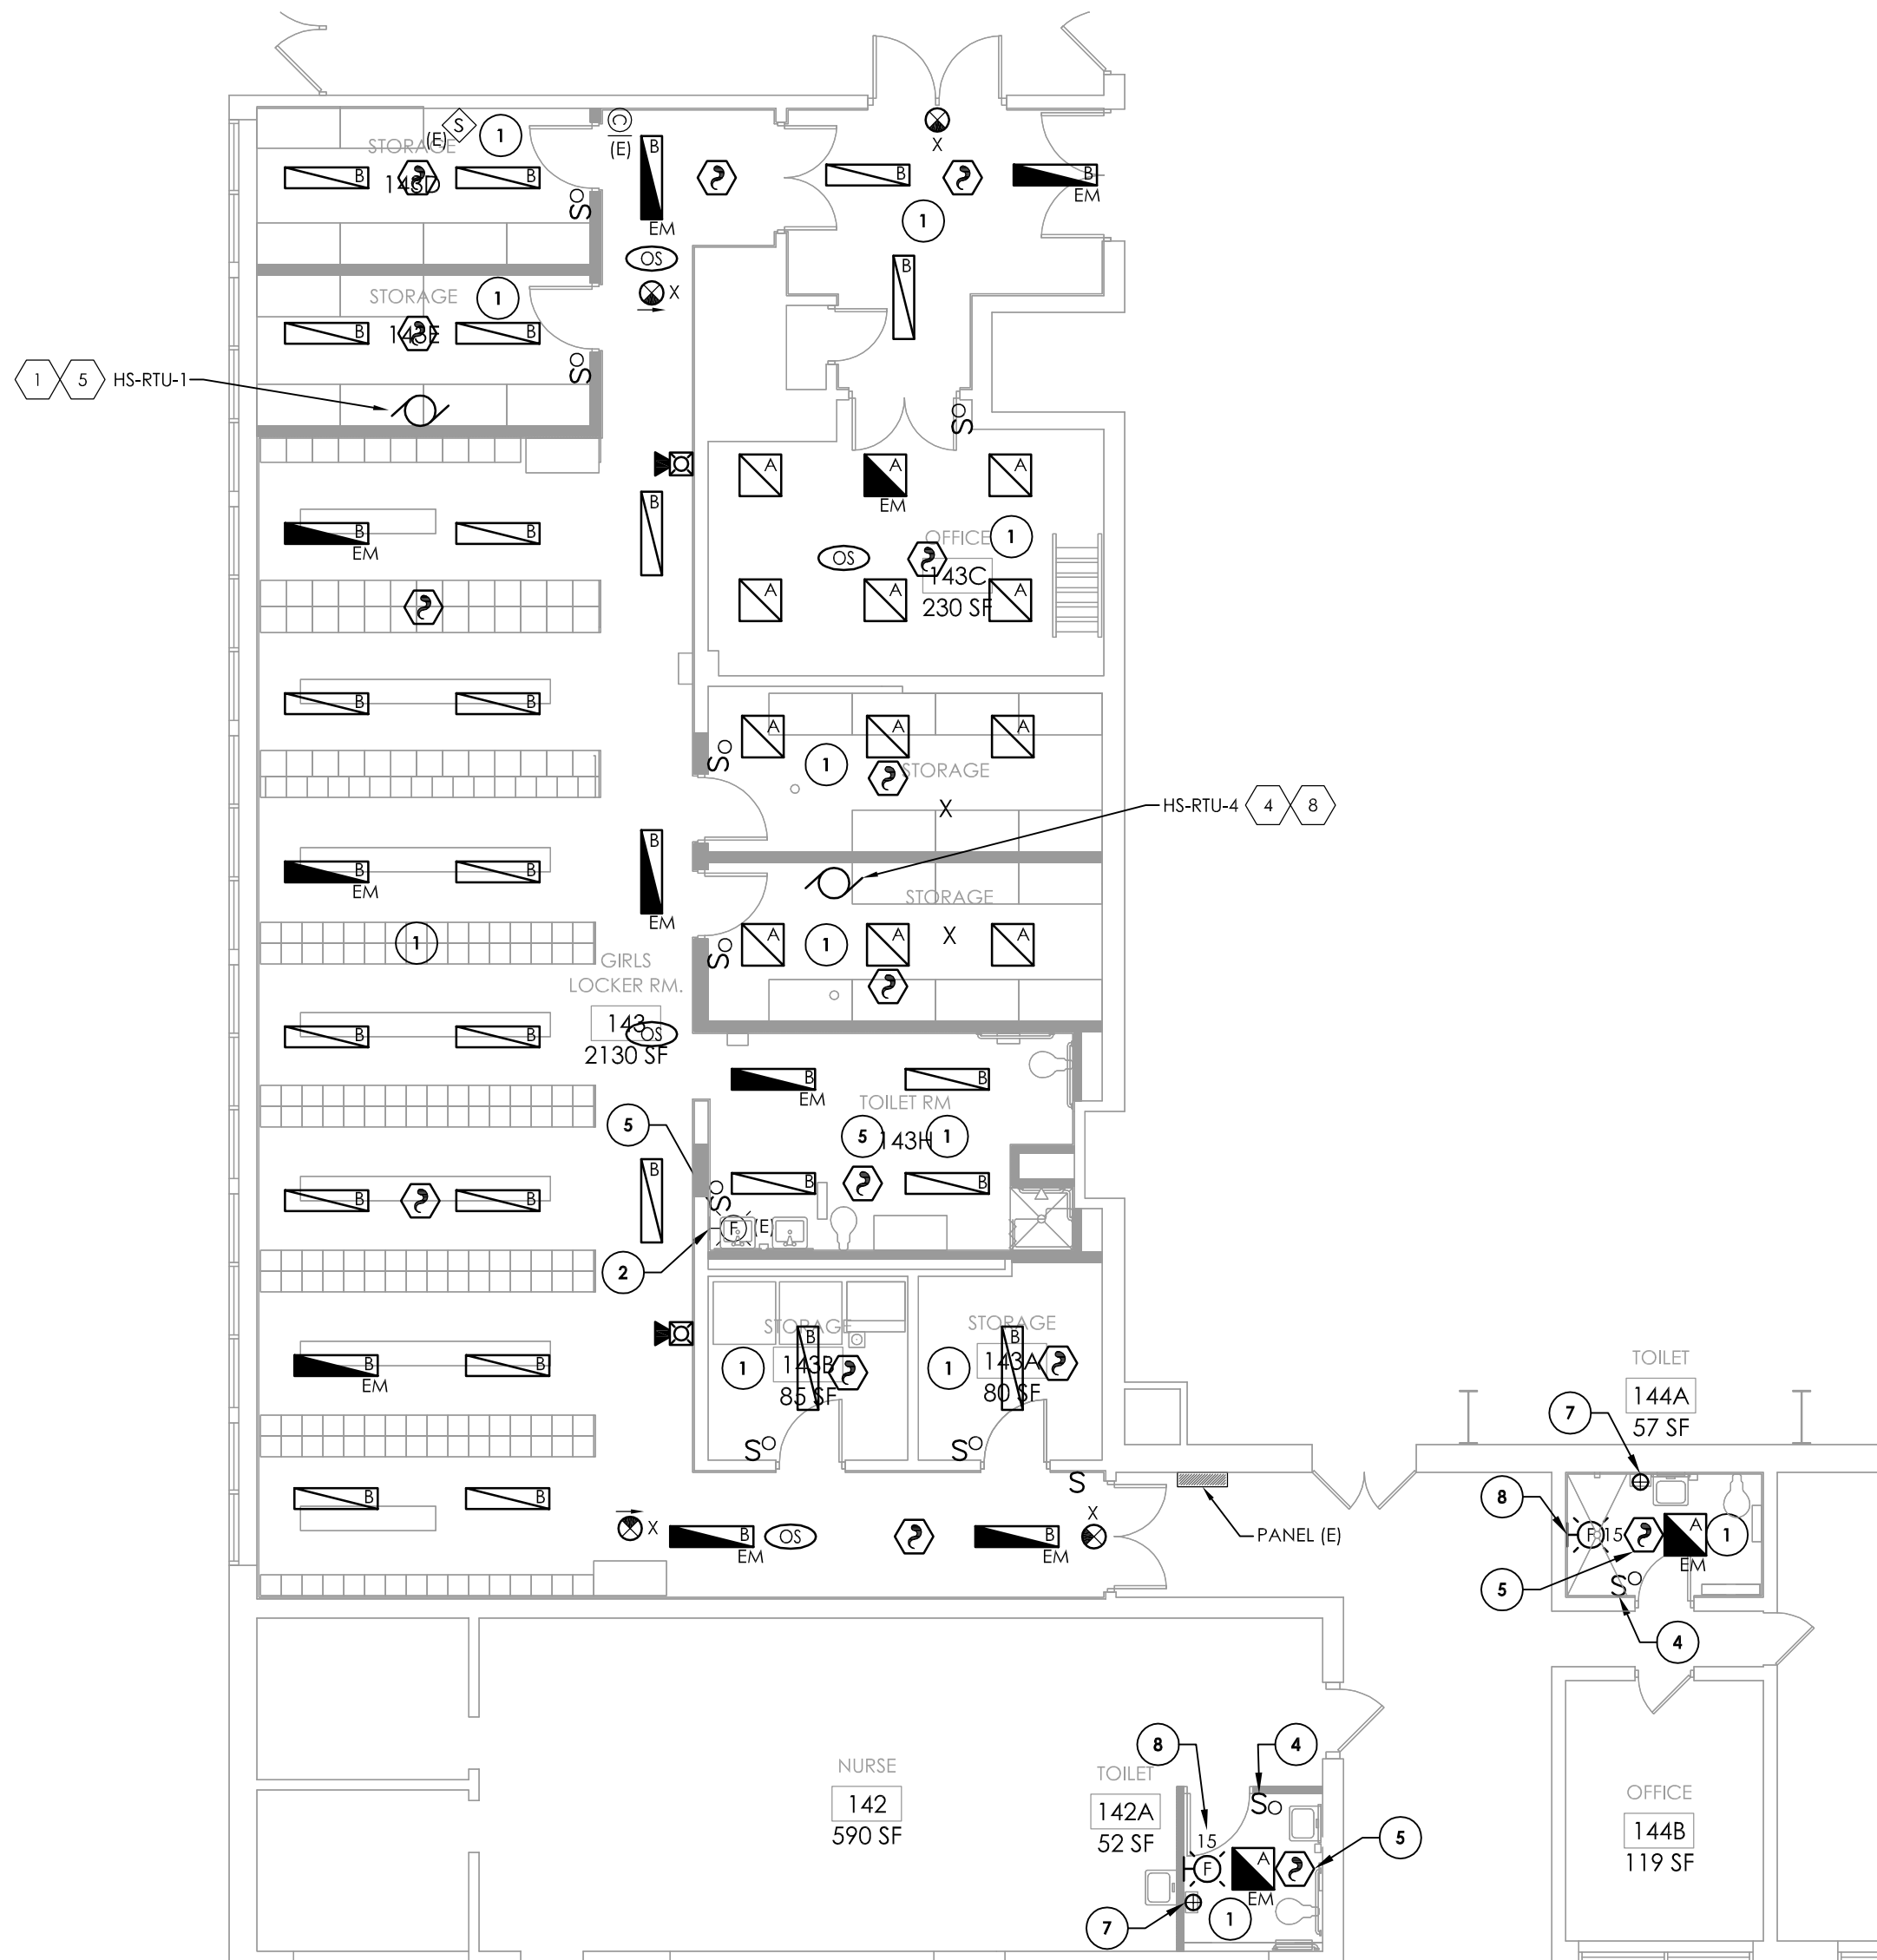 S
(E)
1
STORAGE
143D
B
B
S
C
(E)
B
EM
OS
X
X
B
B
EM
1
B
STORAGE
1
143E
B
B
S
1 5 HS-RTU-1
S
A
A
EM
A
OFFICE
1
OS
143C
230 SF
A
A
A
B
EM
B
B
B
B
A
A
A
S
1
STORAGE
X
HS-RTU-4 4 8
B
EM
B
B
EM
STORAGE
A
A
A
1
X
S
1
GIRLS
LOCKER RM.
143
OS
2130 SF
B
B
B
EM
B
TOILET RM
5
5
143H
1
B
B
B
B
B
S
F
(E)
2
STORAGE
B
1
143B
85 SF
STORAGE
B
1
143A
80 SF
S
S
S
B
EM
B
B
B
X
B
EM
OS
B
EM
X
PANEL (E)
TOILET
144A
57 SF
7
8
F
15
A
EM
1
5
S
4
NURSE
142
590 SF
TOILET
142A
52 SF
8
4
S
15
F
A
EM
5
7
1
OFFICE
144B
119 SF